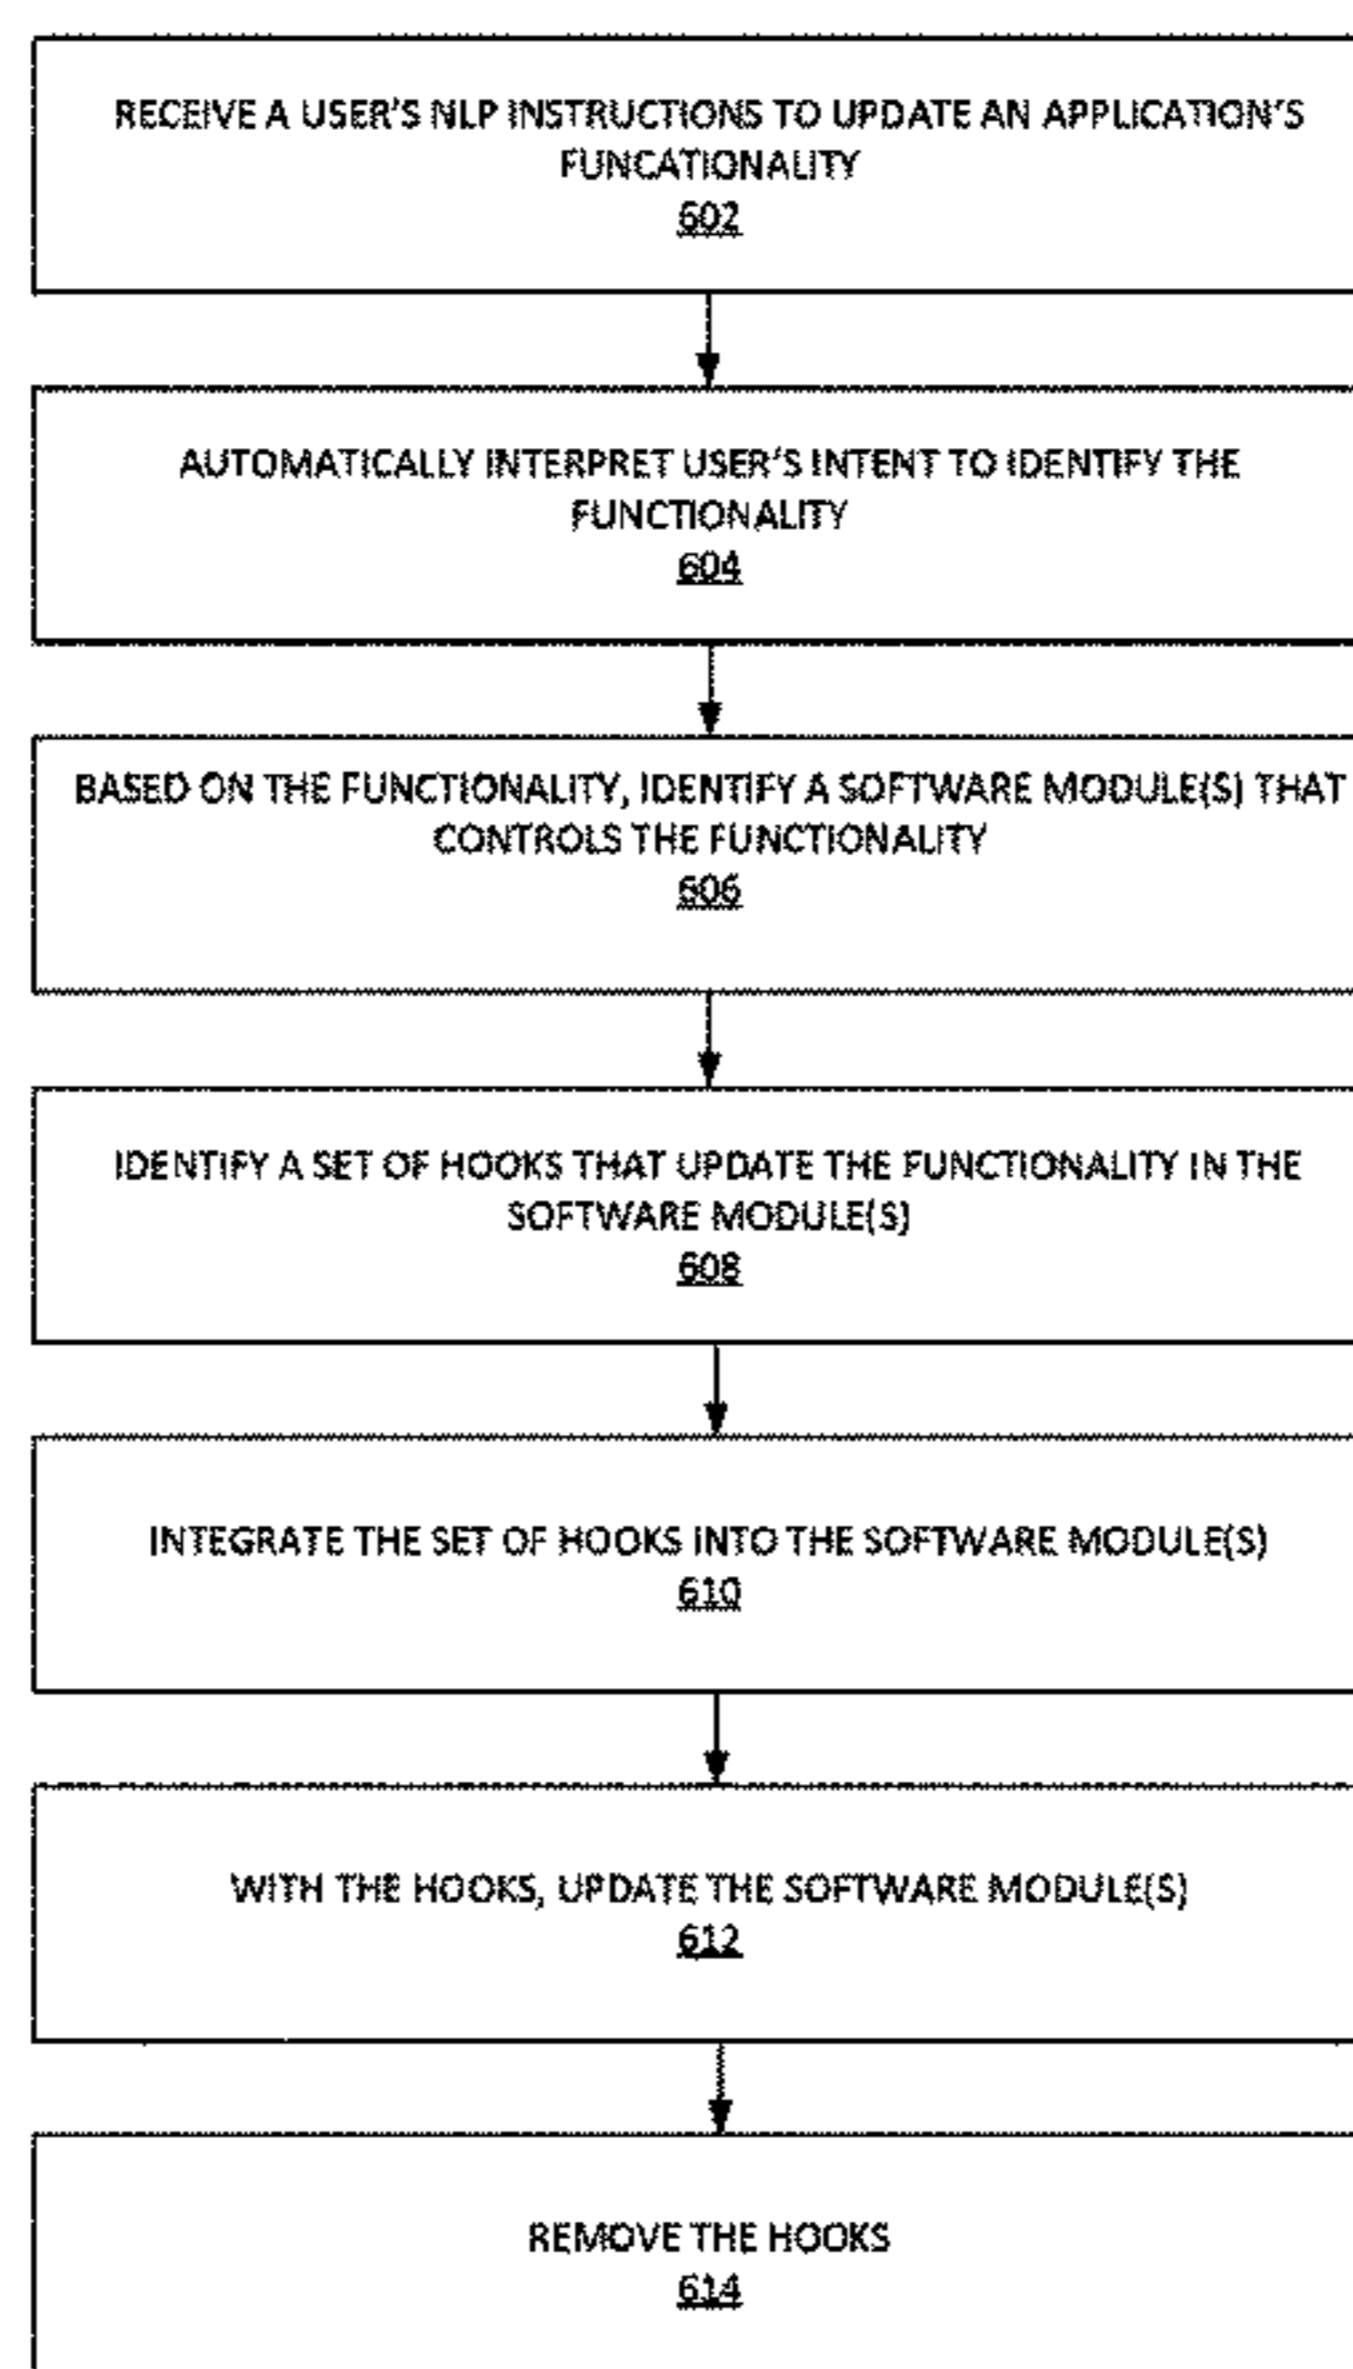 RECEIVE A USER'S NLP INSTRUCTIONS TO UPDATE AN APPLICATION'S
FUNCATIONALITY
602
AUTOMATICALLY INTERPRET USER'S INTENT TO IDENTIFY THE
FUNCTIONALITY
604
BASED ON THE FUNCTIONALITY, IDENTIFY A SOFTWARE MODULE(S) THAT
CONTROLS THE FUNCTIONALITY
606
IDENTIFY A SET OF HOOKS THAT UPDATE THE FUNCTIONALITY IN THE
SOFTWARE MODULE(S)
608
INTEGRATE THE SET OF HOOKS INTO THE SOFTWARE MODULE(S)
610
WITH THE HOOKS, UPDATE THE SOFTWARE MODULE(S)
612
REMOVE THE HOOKS
614